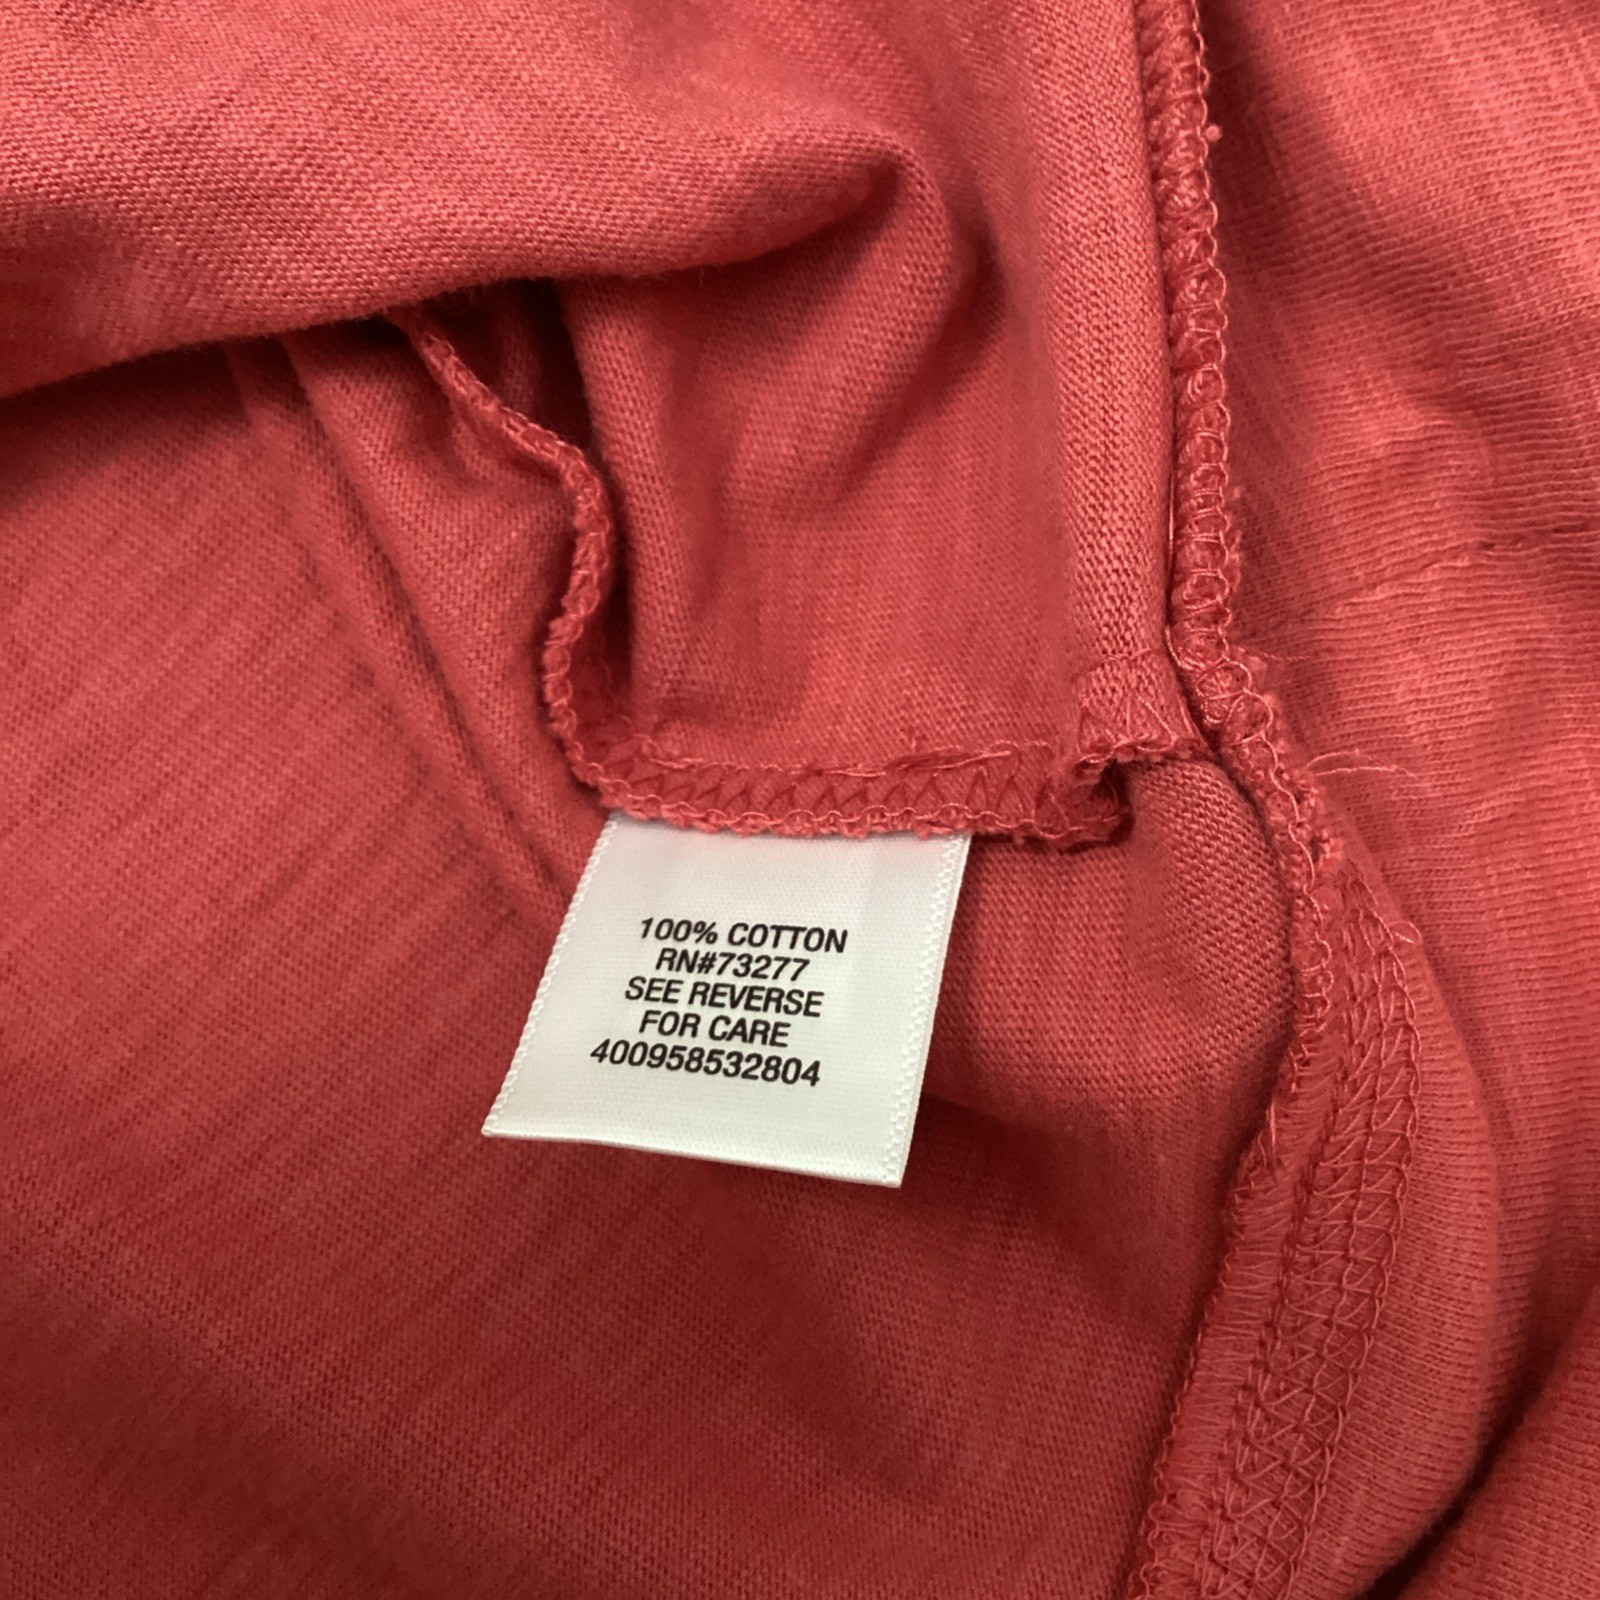 100% COTTON
RN#73277
SEE REVERSE
FOR CARE
400958532804